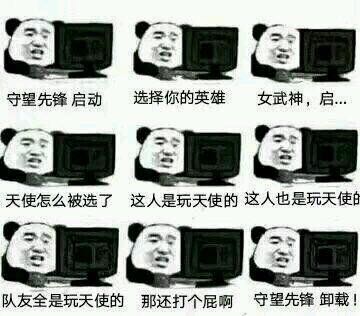 守望先锋 启动
选择你的英雄
女武神，启...
天使怎么被选了
这人是玩天使的
这人也是玩天使的
队友全是玩天使的
那还打个屁啊
守望先锋 卸载！